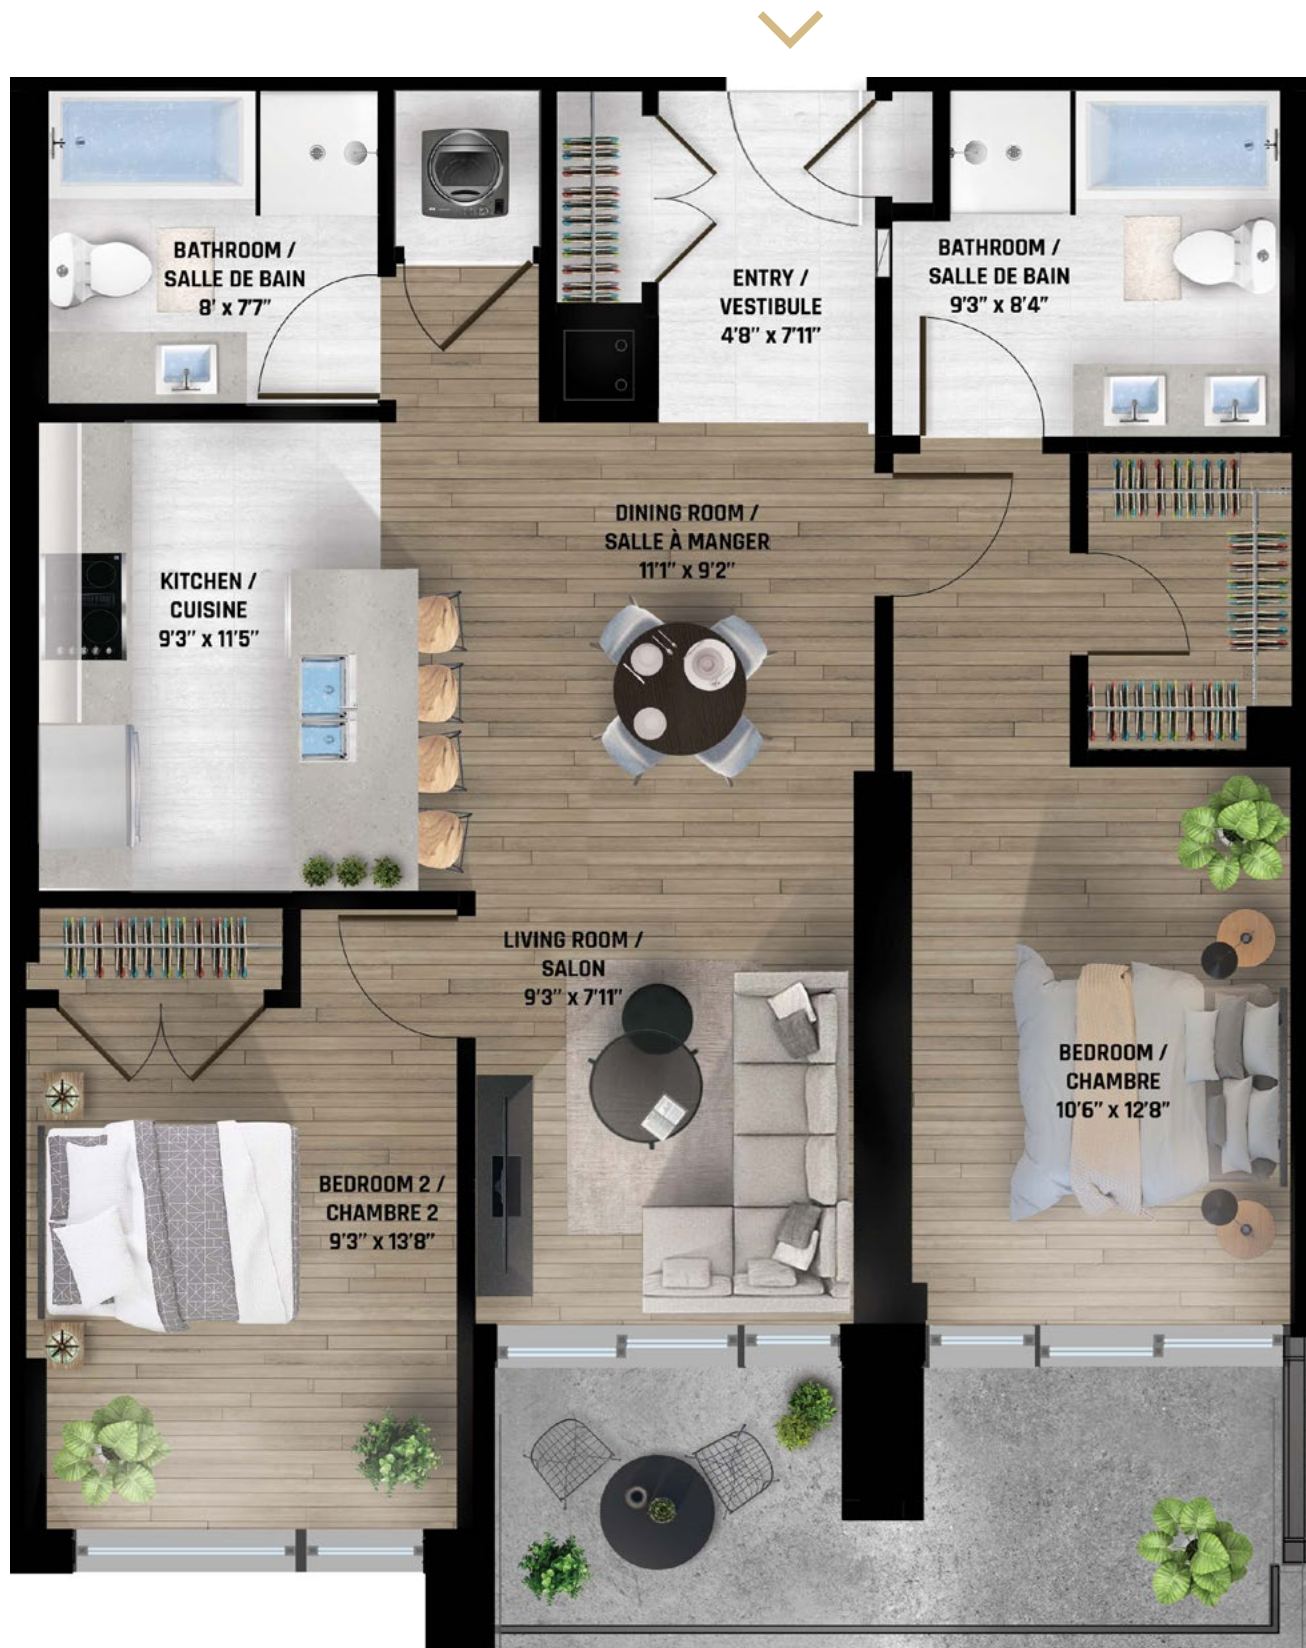 BATHROOM /
SALLE DE BAIN
8' x 7'7"
ENTRY /
VESTIBULE
4'8" x 7'11"
BATHROOM /
SALLE DE BAIN
9'3" x 8'4"
DINING ROOM /
SALLE À MANGER
11'1" x 9'2"
KITCHEN /
CUISINE
9'3" x 11'5"
LIVING ROOM /
SALON
9'3" x 7'11"
BEDROOM /
CHAMBRE
10'6" x 12'8"
BEDROOM 2 /
CHAMBRE 2
9'3" x 13'8"